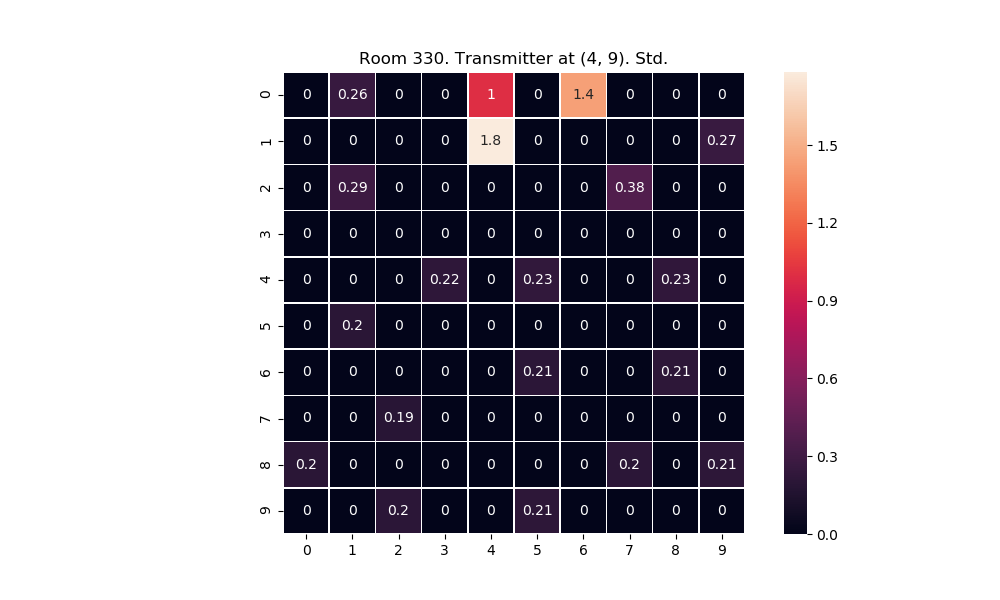 Room 330. Transmitter at (4, 9). Std.
0 0 0.26 0 0 1 0 1.4 0 0 0
1 0 0 0 0 1.8 0 0 0 0 0.27
1.5
2 0 0.29 0 0 0 0 0 0.38 0 0
1.2
3 0 0 0 0 0 0 0 0 0 0
4 0 0 0 0.22 0 0.23 0 0 0.23 0
0.9
5 0 0.2 0 0 0 0 0 0 0 0
6 0 0 0 0 0 0.21 0 0 0.21 0
0.6
7 0 0 0.19 0 0 0 0 0 0 0
0.3
8 0.2 0 0 0 0 0 0 0.2 0 0.21
9 0 0 0.2 0 0 0.21 0 0 0 0
0.0
0 1 2 3 4 5 6 7 8 9